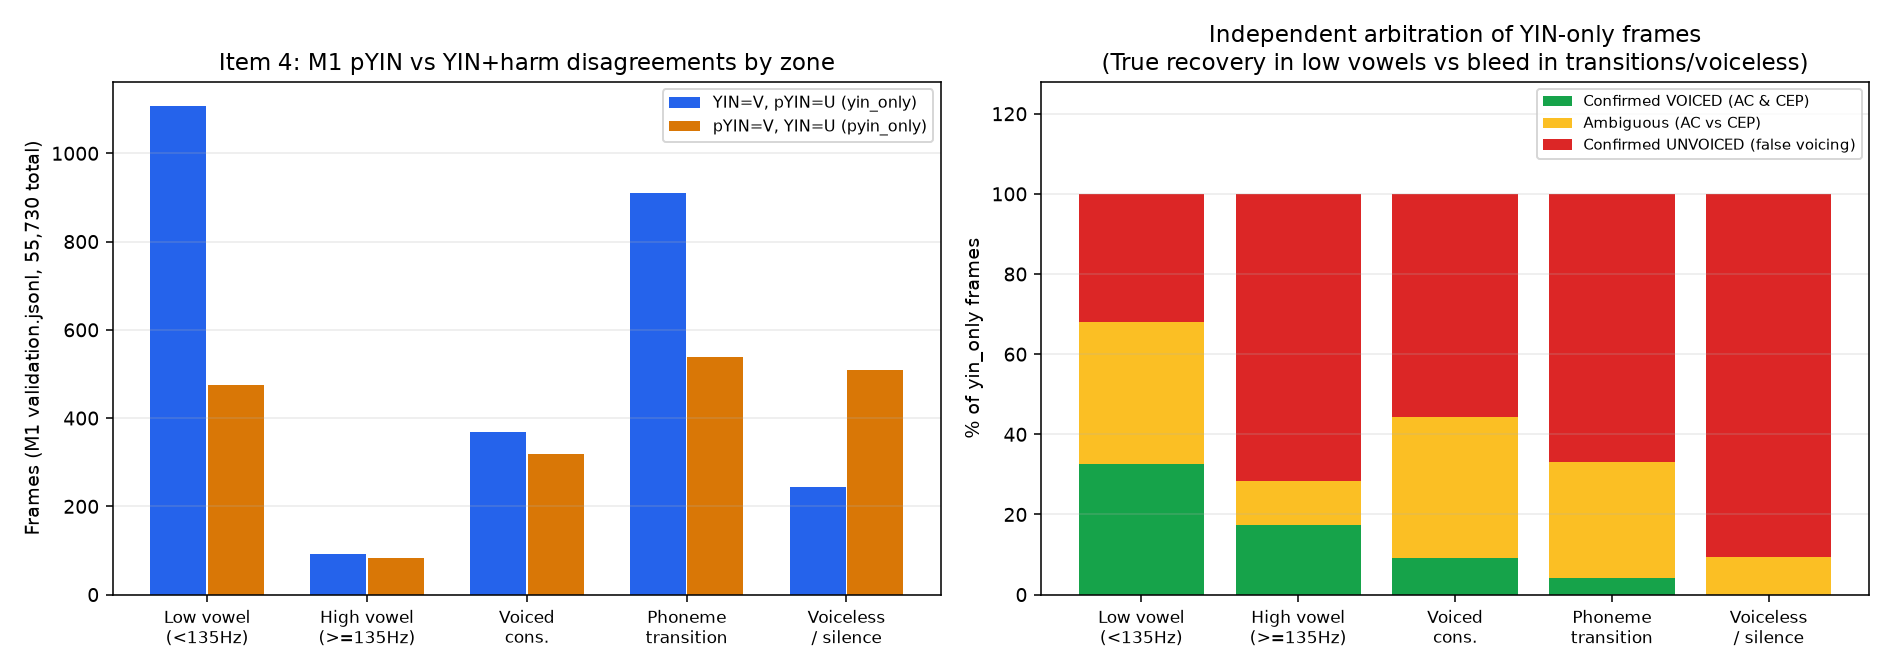 Item 4: M1 pYIN vs YIN+harm disagreements by zone
YIN=V, pYIN=U (yin_only)
pYIN=V, YIN=U (pyin_only)
Frames (M1 validation.jsonl, 55,730 total)
1000
800
600
400
200
0
Low vowel
(<135Hz)
High vowel
(>=135Hz)
Voiced
cons.
Phoneme
transition
Voiceless
/ silence
Independent arbitration of YIN-only frames
(True recovery in low vowels vs bleed in transitions/voiceless)
Confirmed VOICED (AC & CEP)
Ambiguous (AC vs CEP)
Confirmed UNVOICED (false voicing)
% of yin_only frames
120
100
80
60
40
20
0
Low vowel
(<135Hz)
High vowel
(>=135Hz)
Voiced
cons.
Phoneme
transition
Voiceless
/ silence